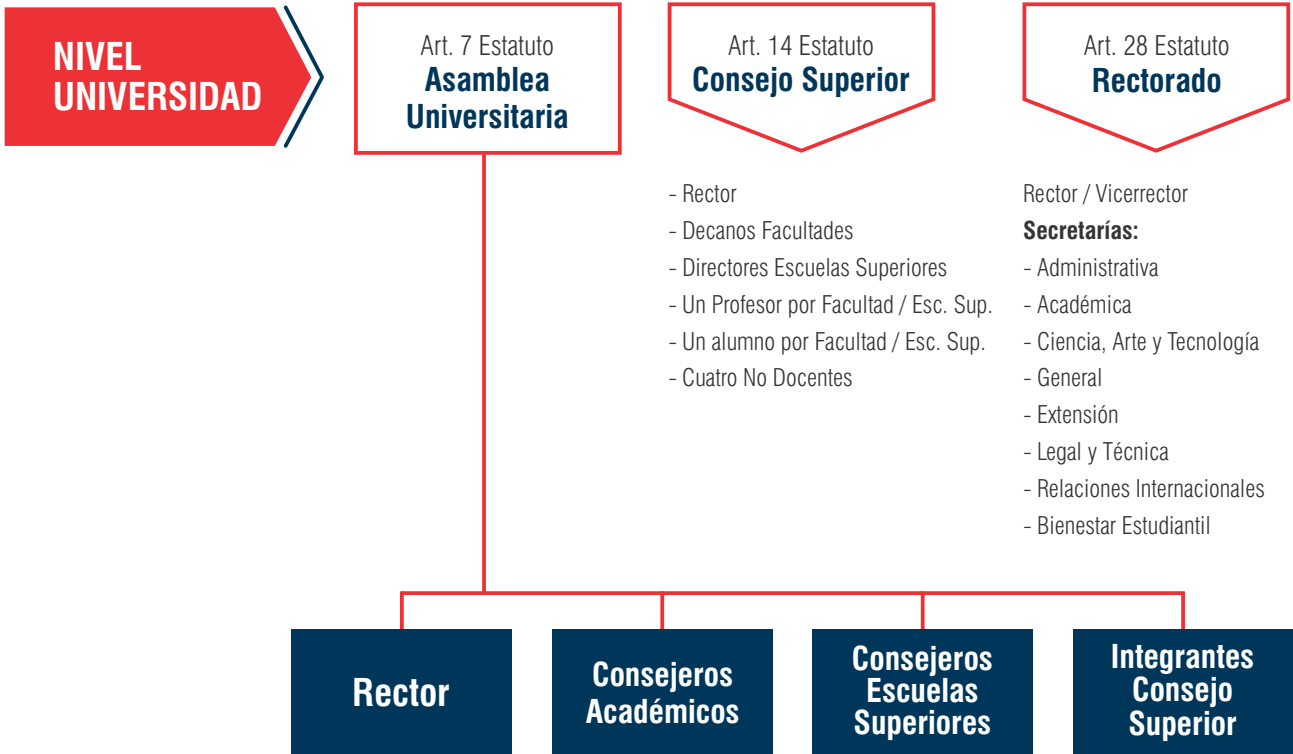 NIVEL
UNIVERSIDAD
Art. 7 Estatuto
Asamblea
Universitaria
Art. 14 Estatuto
Consejo Superior
- Rector
- Decanos Facultades
- Directores Escuelas Superiores
- Un Profesor por Facultad / Esc. Sup.
- Un alumno por Facultad / Esc. Sup.
- Cuatro No Docentes
Art. 28 Estatuto
Rectorado
Rector / Vicerrector
Secretarías:
- Administrativa
- Académica
- Ciencia, Arte y Tecnología
- General
- Extensión
- Legal y Técnica
- Relaciones Internacionales
- Bienestar Estudiantil
Rector
Consejeros
Académicos
Consejeros
Escuelas
Superiores
Integrantes
Consejo
Superior